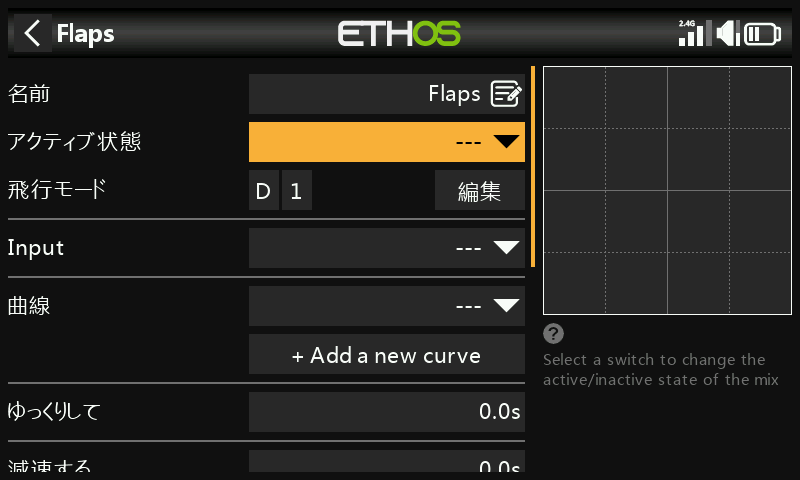 Flaps
ETHOS
2.4G
名前
Flaps
アクティブ状態
---
飛行モード
D 1
編集
Input
---
曲線
---
+ Add a new curve
ゆっくりして
0.0s
減速する
0.0s
Select a switch to change the
active/inactive state of the mix